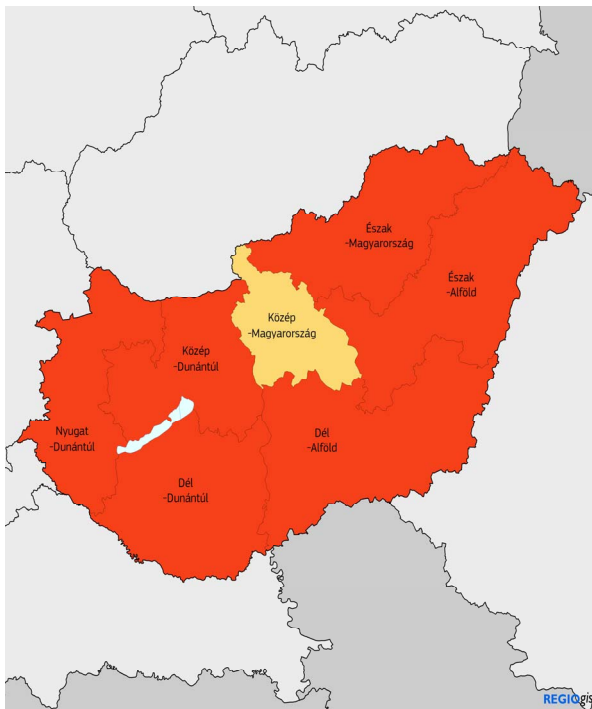 Észak
-Magyarország
Észak
-Alföld
Közép
-Magyarország
Közép
-Dunántúl
Nyugat
-Dunántúl
Dél
-Alföld
Dél
-Dunántúl
REGIOgis